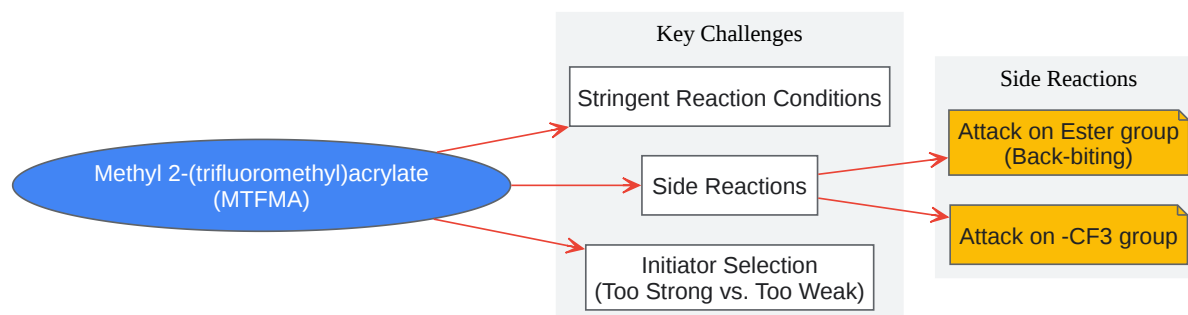 Key Challenges
Stringent Reaction Conditions
Side Reactions
Attack on Ester group
(Back-biting)
Methyl 2-(trifluoromethyl)acrylate
(MTFMA)
Side Reactions
Attack on -CF3 group
Initiator Selection
(Too Strong vs. Too Weak)